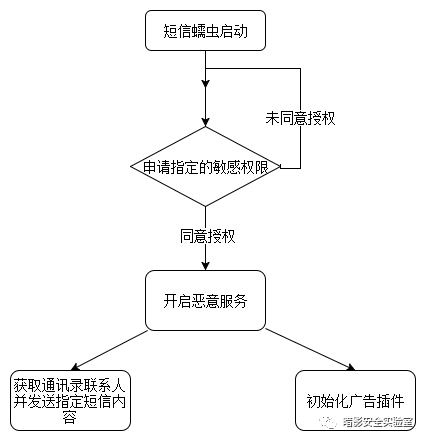 短信蠕虫启动
未同意授权
申请指定的敏感权限
同意授权
开启恶意服务
获取通讯录联系人
并发送指定短信内
容
初始化广告插件
暗影安全实验室